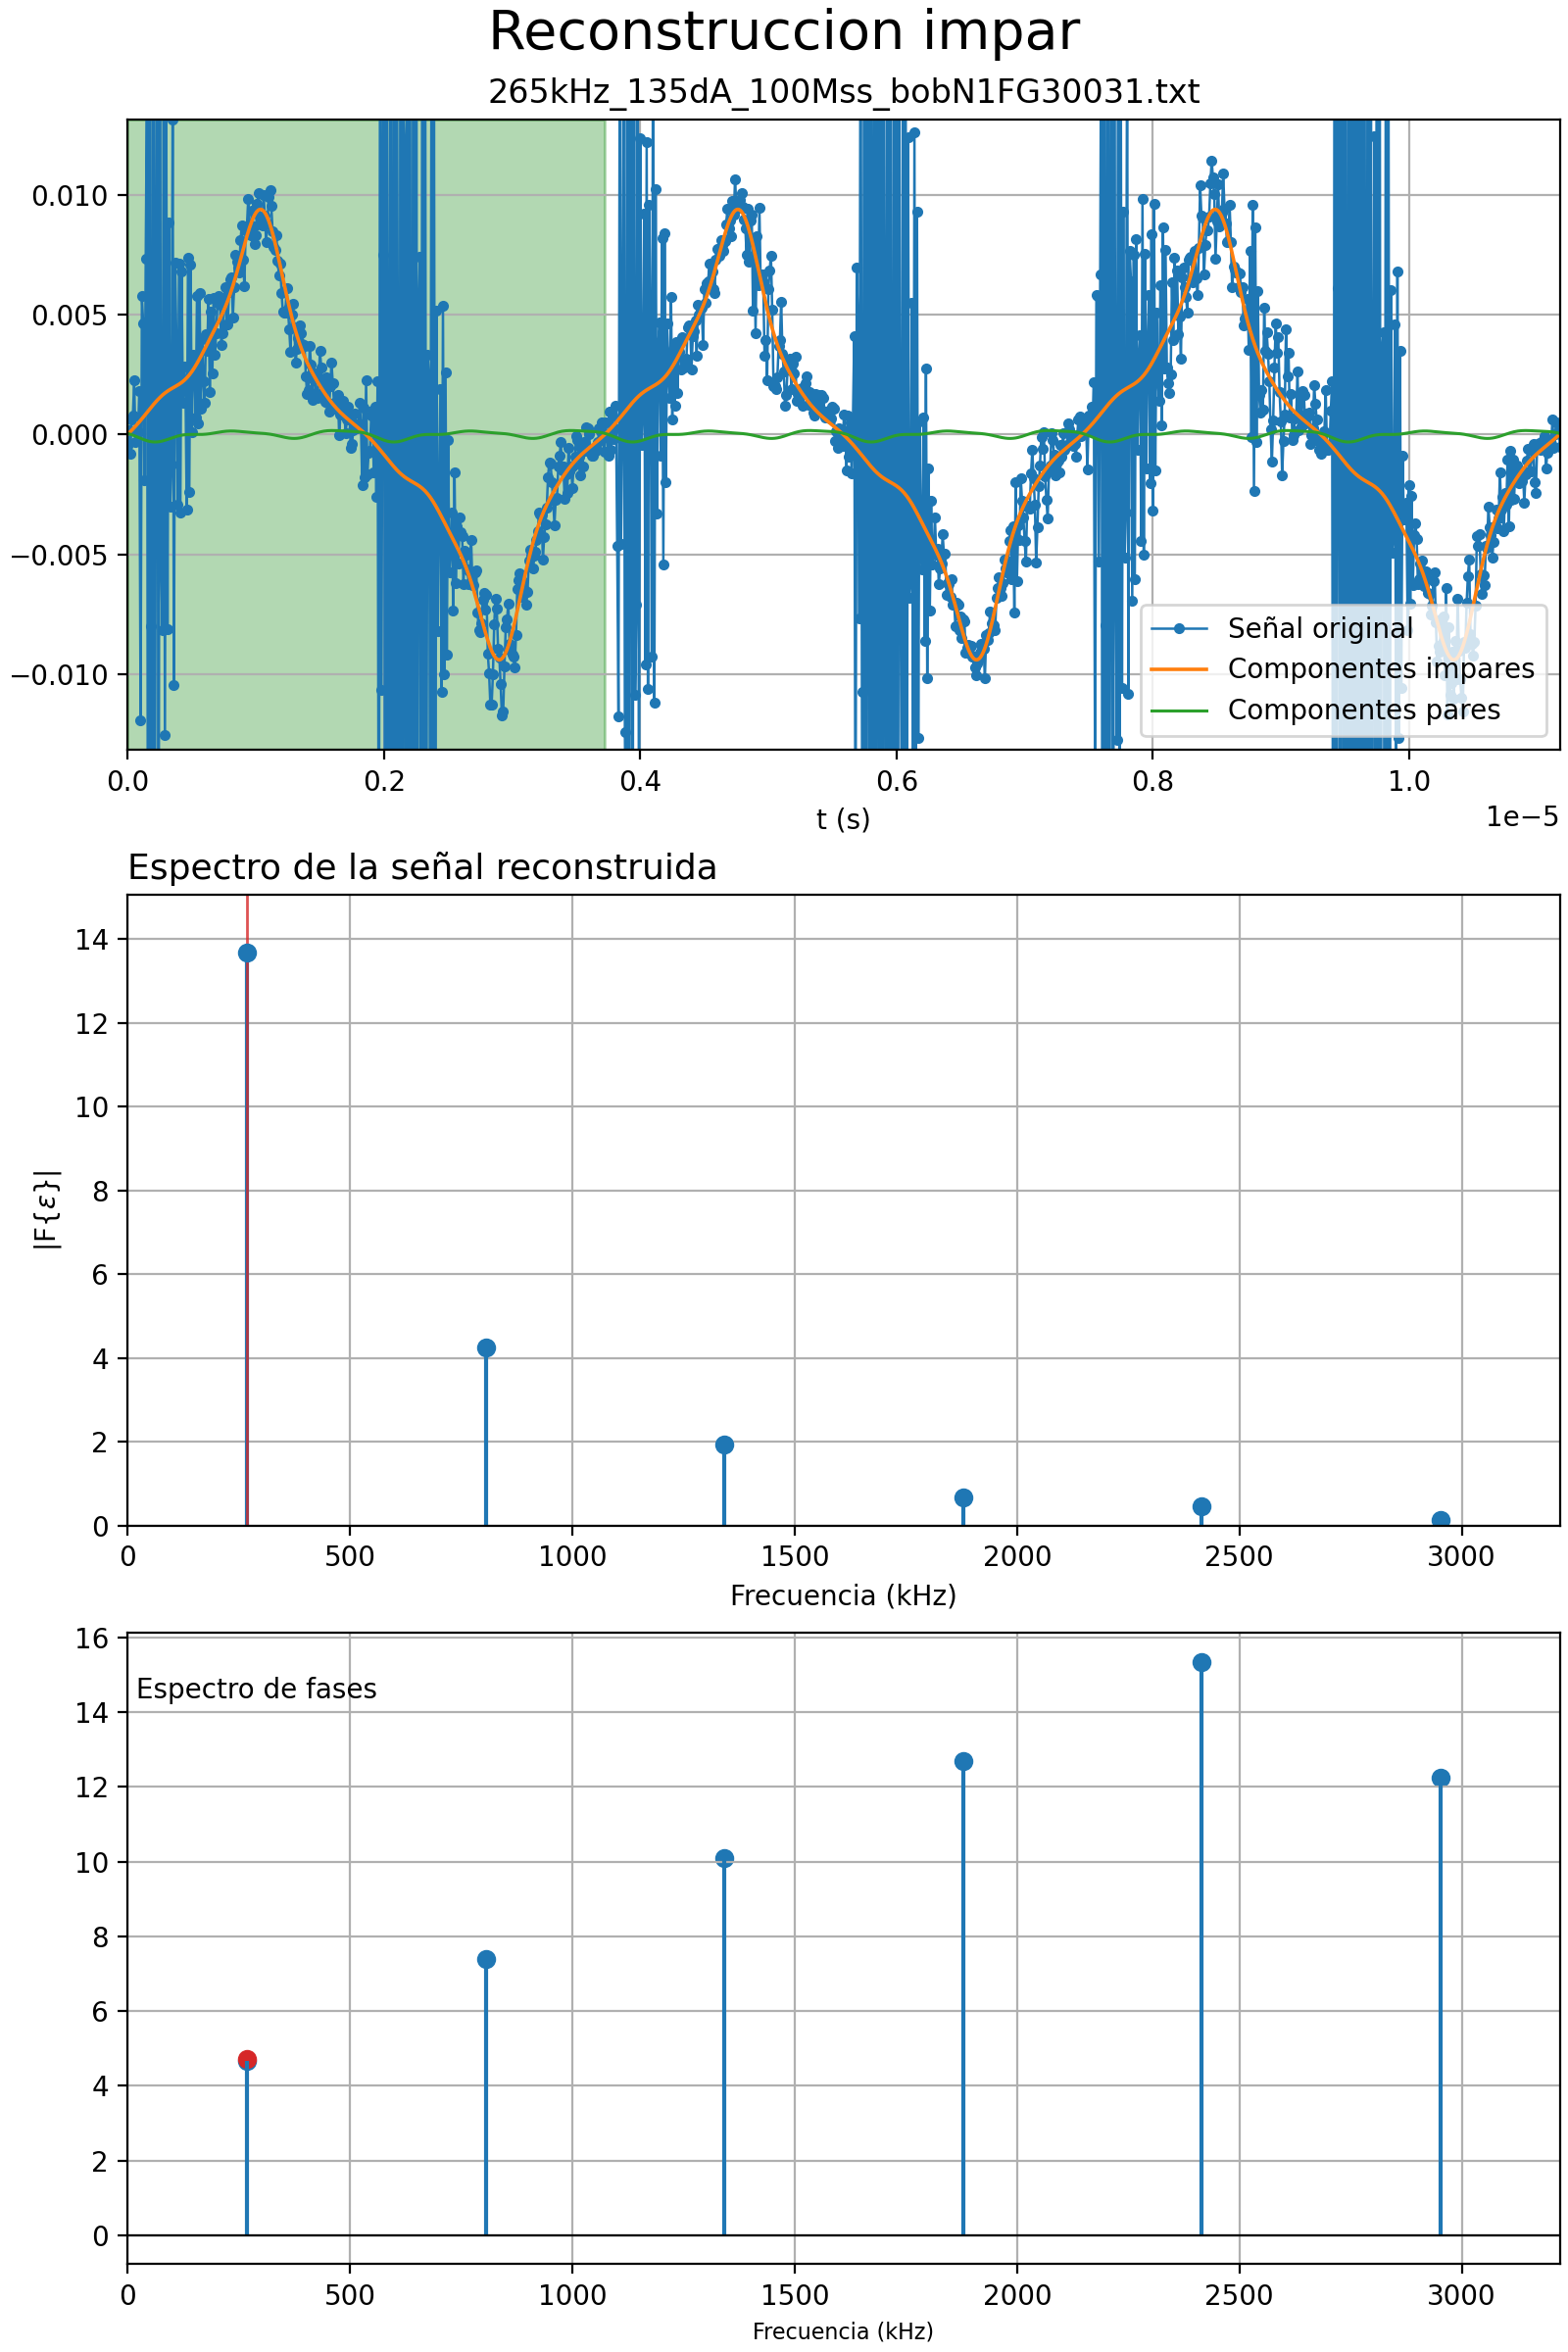 Reconstruccion impar
265kHz_135dA_100Mss_bobN1FG30031.txt
0.010
0.005
0.000
−0.005
−0.010
Señal original
Componentes impares
Componentes pares
0.0 0.2 0.4 0.6 0.8 1.0
t (s)
1e−5
Espectro de la señal reconstruida
14
12
10
8
6
4
2
0
|F{ε}|
0 500 1000 1500 2000 2500 3000
Frecuencia (kHz)
16
Espectro de fases
14
12
10
8
6
4
2
0
0 500 1000 1500 2000 2500 3000
Frecuencia (kHz)